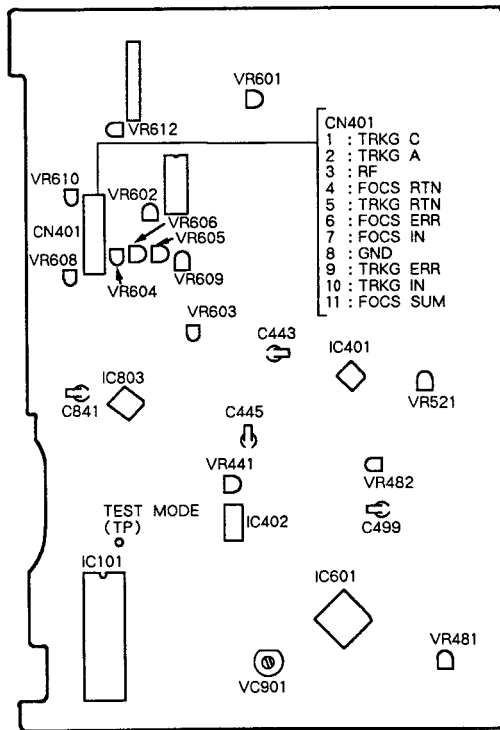 VR601
VR612
CN401
1 : TRKG C
2 : TRKG A
3 : RF
4 : FOCS RTN
5 : TRKG RTN
6 : FOCS ERR
7 : FOCS IN
8 : GND
9 : TRKG ERR
10 : TRKG IN
11 : FOCS SUM
VR610
VR602
VR606
CN401
VR605
VR608
VR609
VR604
VR603
C443
IC401
IC803
C841
VR521
C445
VR441
VR482
TEST MODE
(TP)
IC402
C499
IC101
IC601
VR481
VC901